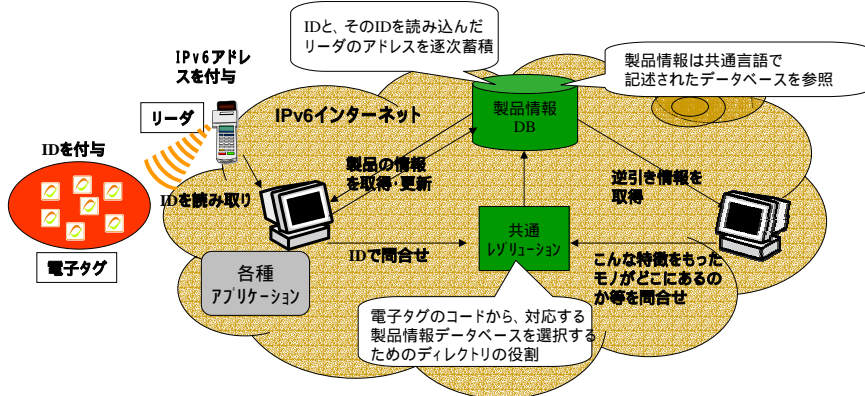 IDと、そのIDを読み込んだ
リーダのアドレスを逐次蓄積
製品情報は共通言語で
記述されたデータベースを参照
IPv6アドレ
スを付与
リーダ
IPv6インターネット
製品情報
DB
IDを付与
製品の情報
を取得・更新
逆引き情報を
取得
IDを読み取り
電子タグ
各種
アプリケーション
IDで問合せ
共通
レゾリューション
こんな特徴をもった
モノがどこにあるの
か等を問合せ
電子タグのコードから、対応する
製品情報データベースを選択する
ためのディレクトリの役割